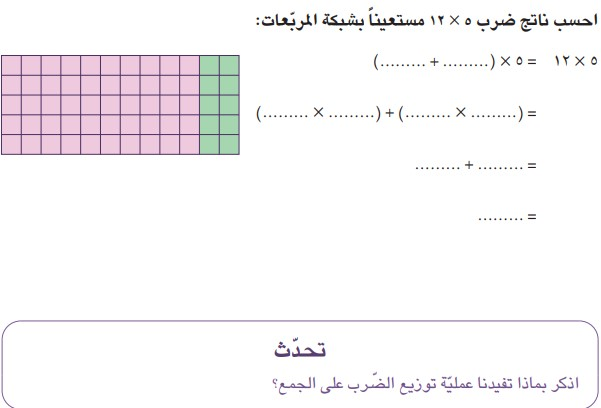 احسب ناتج ضرب ٥ × ١٢ مستعيناً بشبكة المربّعات:
٥ × ١٢ = ٥ × (......... + .........)
= (......... × .........) + (......... × .........)
= ......... + .........
= .........
تحدّث
اذكر بماذا تفيدنا عمليّة توزيع الضّرب على الجمع؟